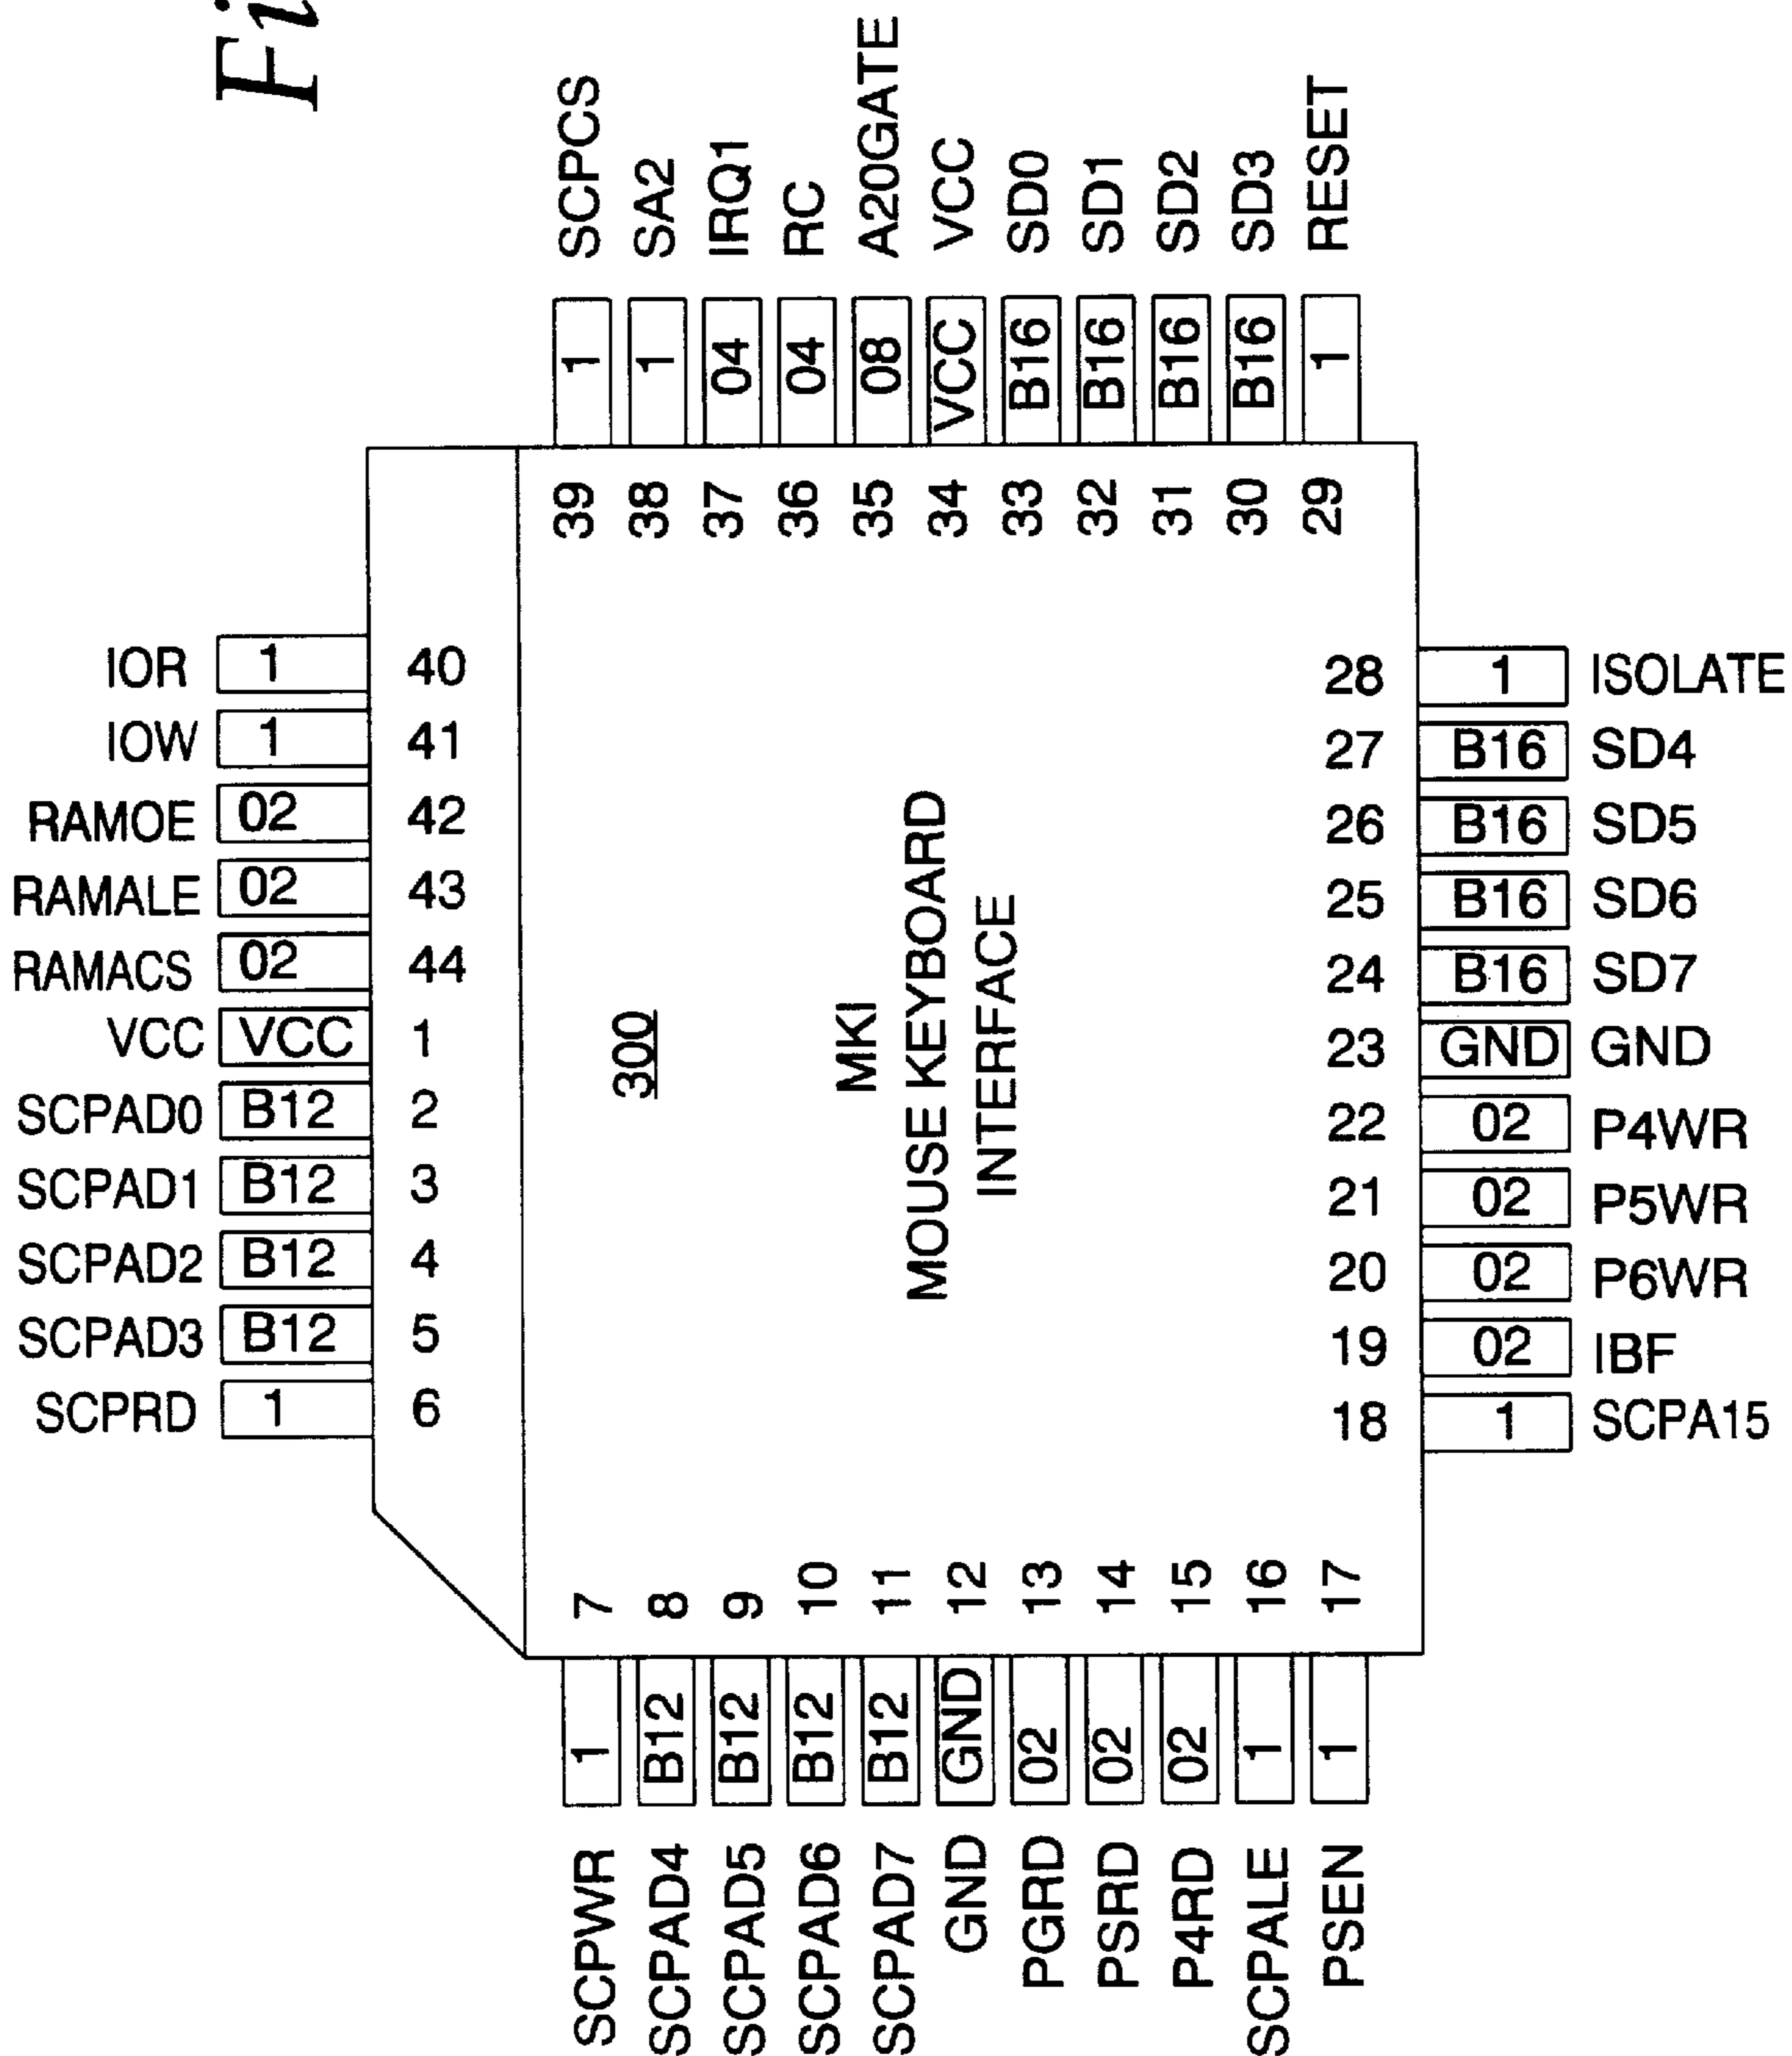 Fi
SCPCS 1 39
SA2 1 38
IRQ1 04 37
RC 04 36
A20GATE 08 35
VCC VCC 34
SD0 B16 33
SD1 B16 32
SD2 B16 31
SD3 B16 30
RESET 1 29
IOR 1 40
IOW 1 41
RAMOE 02 42
RAMALE 02 43
RAMACS 02 44
VCC VCC 1
SCPAD0 B12 2
SCPAD1 B12 3
SCPAD2 B12 4
SCPAD3 B12 5
SCPRD 1 6
300
MKI
MOUSE KEYBOARD
INTERFACE
28 1 ISOLATE
27 B16 SD4
26 B16 SD5
25 B16 SD6
24 B16 SD7
23 GND GND
22 02 P4WR
21 02 P5WR
20 02 P6WR
19 02 IBF
18 1 SCPA15
7 1 SCPWR
8 B12 SCPAD4
9 B12 SCPAD5
10 B12 SCPAD6
11 B12 SCPAD7
12 GND GND
13 02 PGRD
14 02 PSRD
15 02 P4RD
16 1 SCPALE
17 1 PSEN